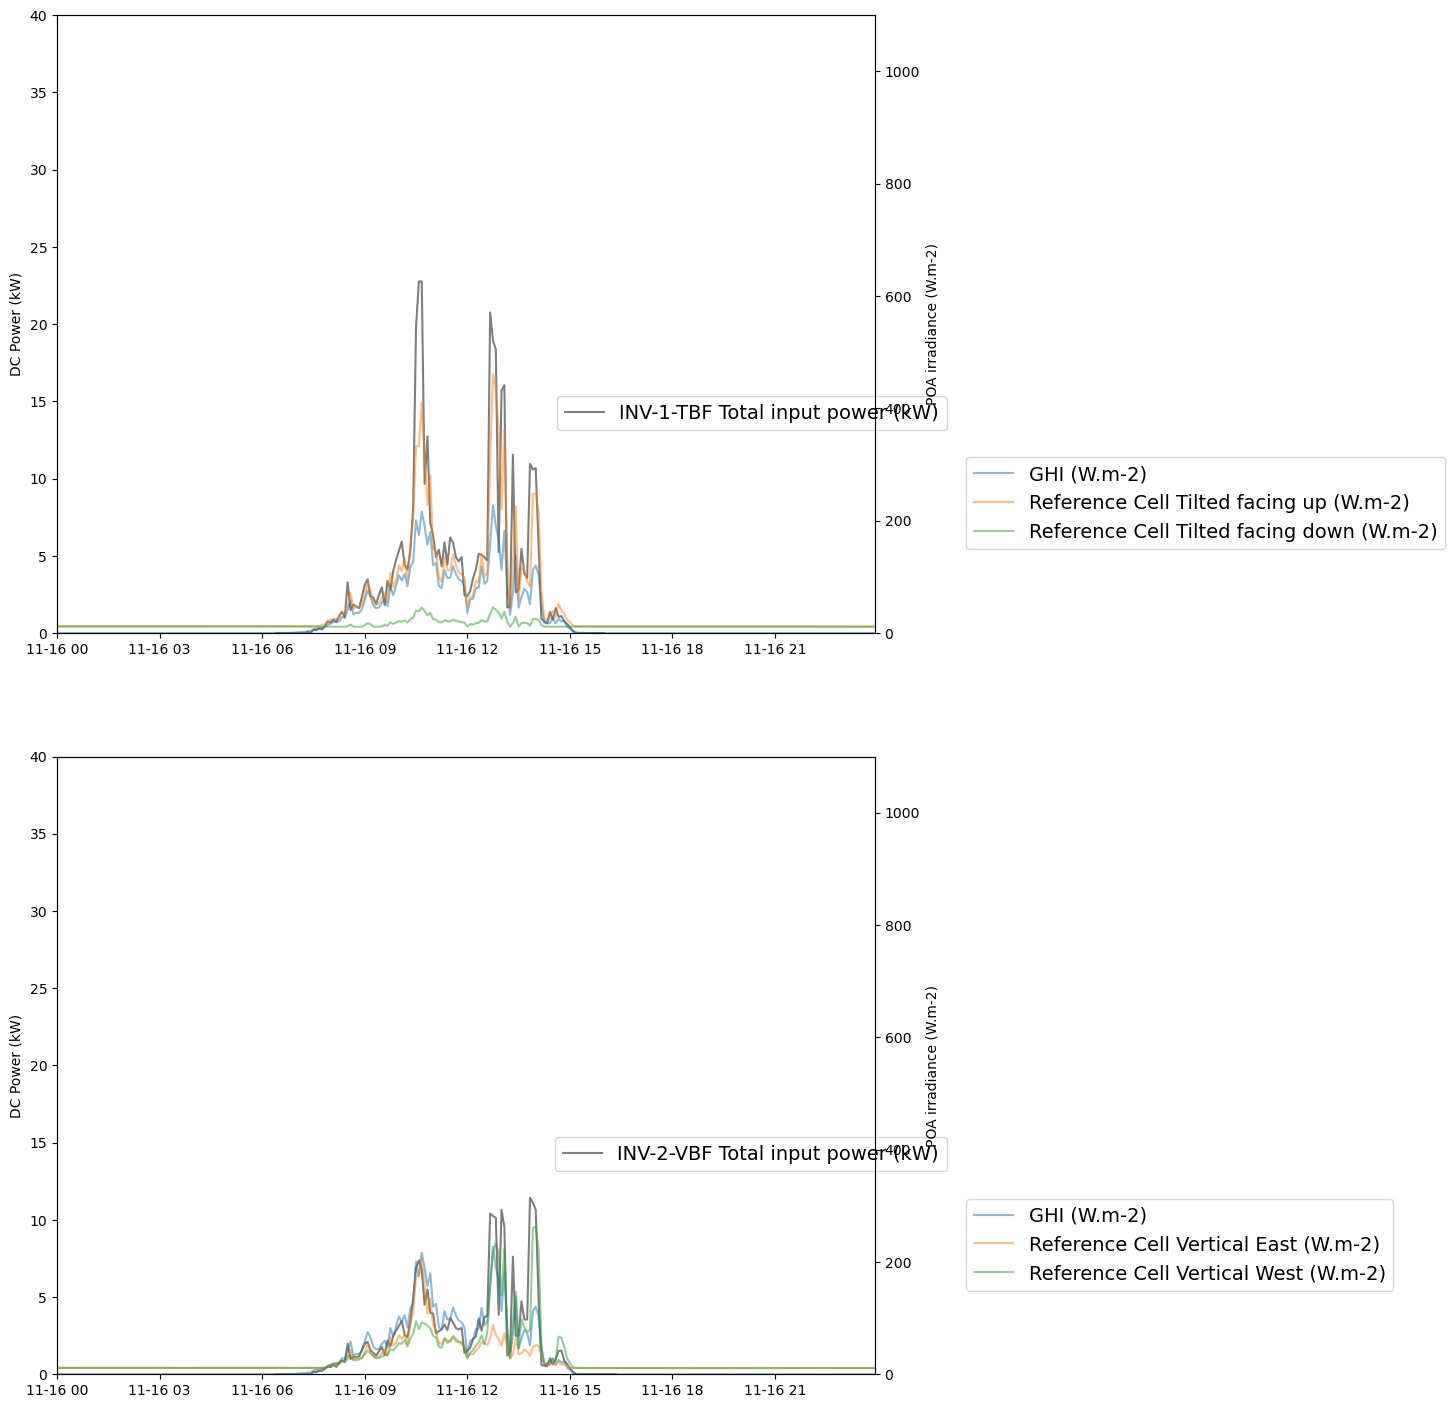 40
35
30
25
20
15
10
5
0
DC Power (kW)
1000
800
600
400
200
0
POA irradiance (W.m-2)
INV-1-TBF Total input power (kW)
GHI (W.m-2)
Reference Cell Tilted facing up (W.m-2)
Reference Cell Tilted facing down (W.m-2)
11-16 00 11-16 03 11-16 06 11-16 09 11-16 12 11-16 15 11-16 18 11-16 21
40
35
30
25
20
15
10
5
0
DC Power (kW)
1000
800
600
400
200
0
POA irradiance (W.m-2)
INV-2-VBF Total input power (kW)
GHI (W.m-2)
Reference Cell Vertical East (W.m-2)
Reference Cell Vertical West (W.m-2)
11-16 00 11-16 03 11-16 06 11-16 09 11-16 12 11-16 15 11-16 18 11-16 21